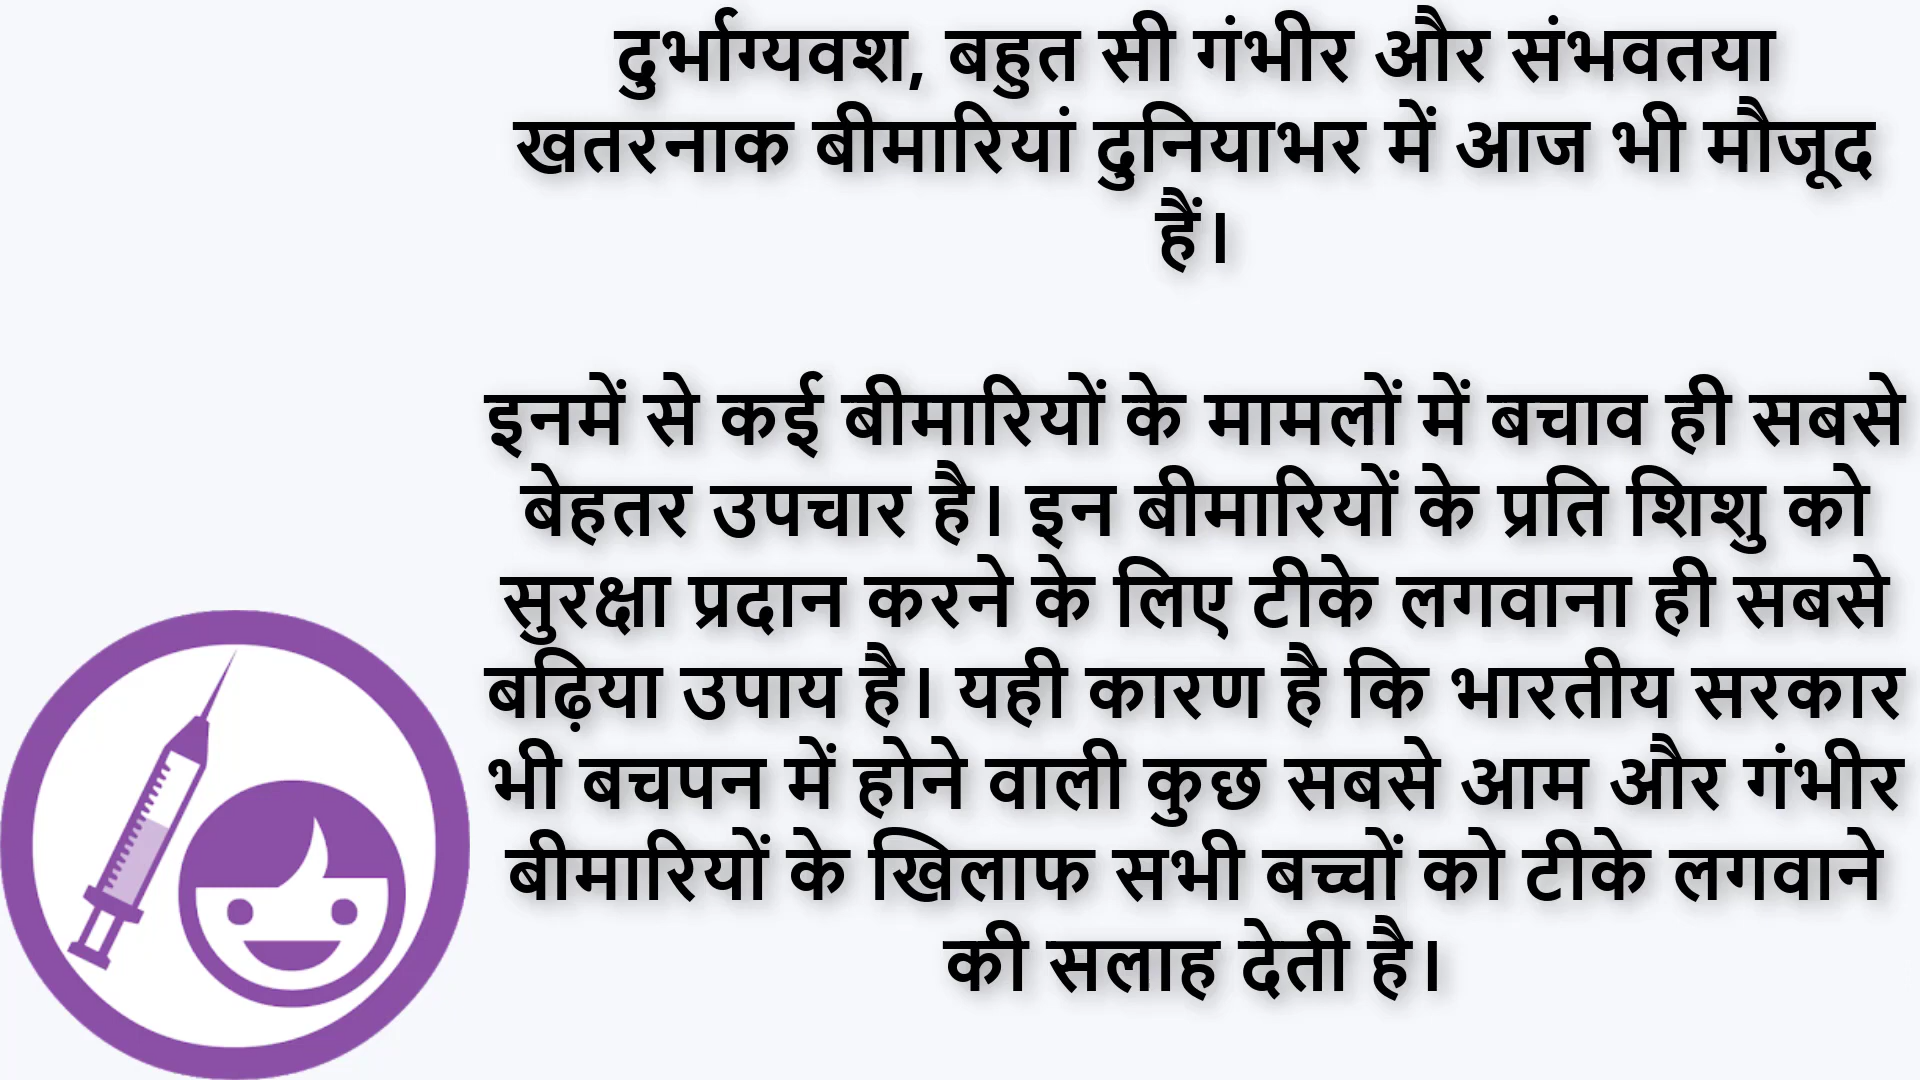 दुर्भाग्यवश, बहुत सी गंभीर और संभवतया
खतरनाक बीमारियां दुनियाभर में आज भी मौजूद
हैं।
इनमें से कई बीमारियों के मामलों में बचाव ही सबसे
बेहतर उपचार है। इन बीमारियों के प्रति शिशु को
सुरक्षा प्रदान करने के लिए टीके लगवाना ही सबसे
बढ़िया उपाय है। यही कारण है कि भारतीय सरकार
भी बचपन में होने वाली कुछ सबसे आम और गंभीर
बीमारियों के खिलाफ सभी बच्चों को टीके लगवाने
की सलाह देती है।